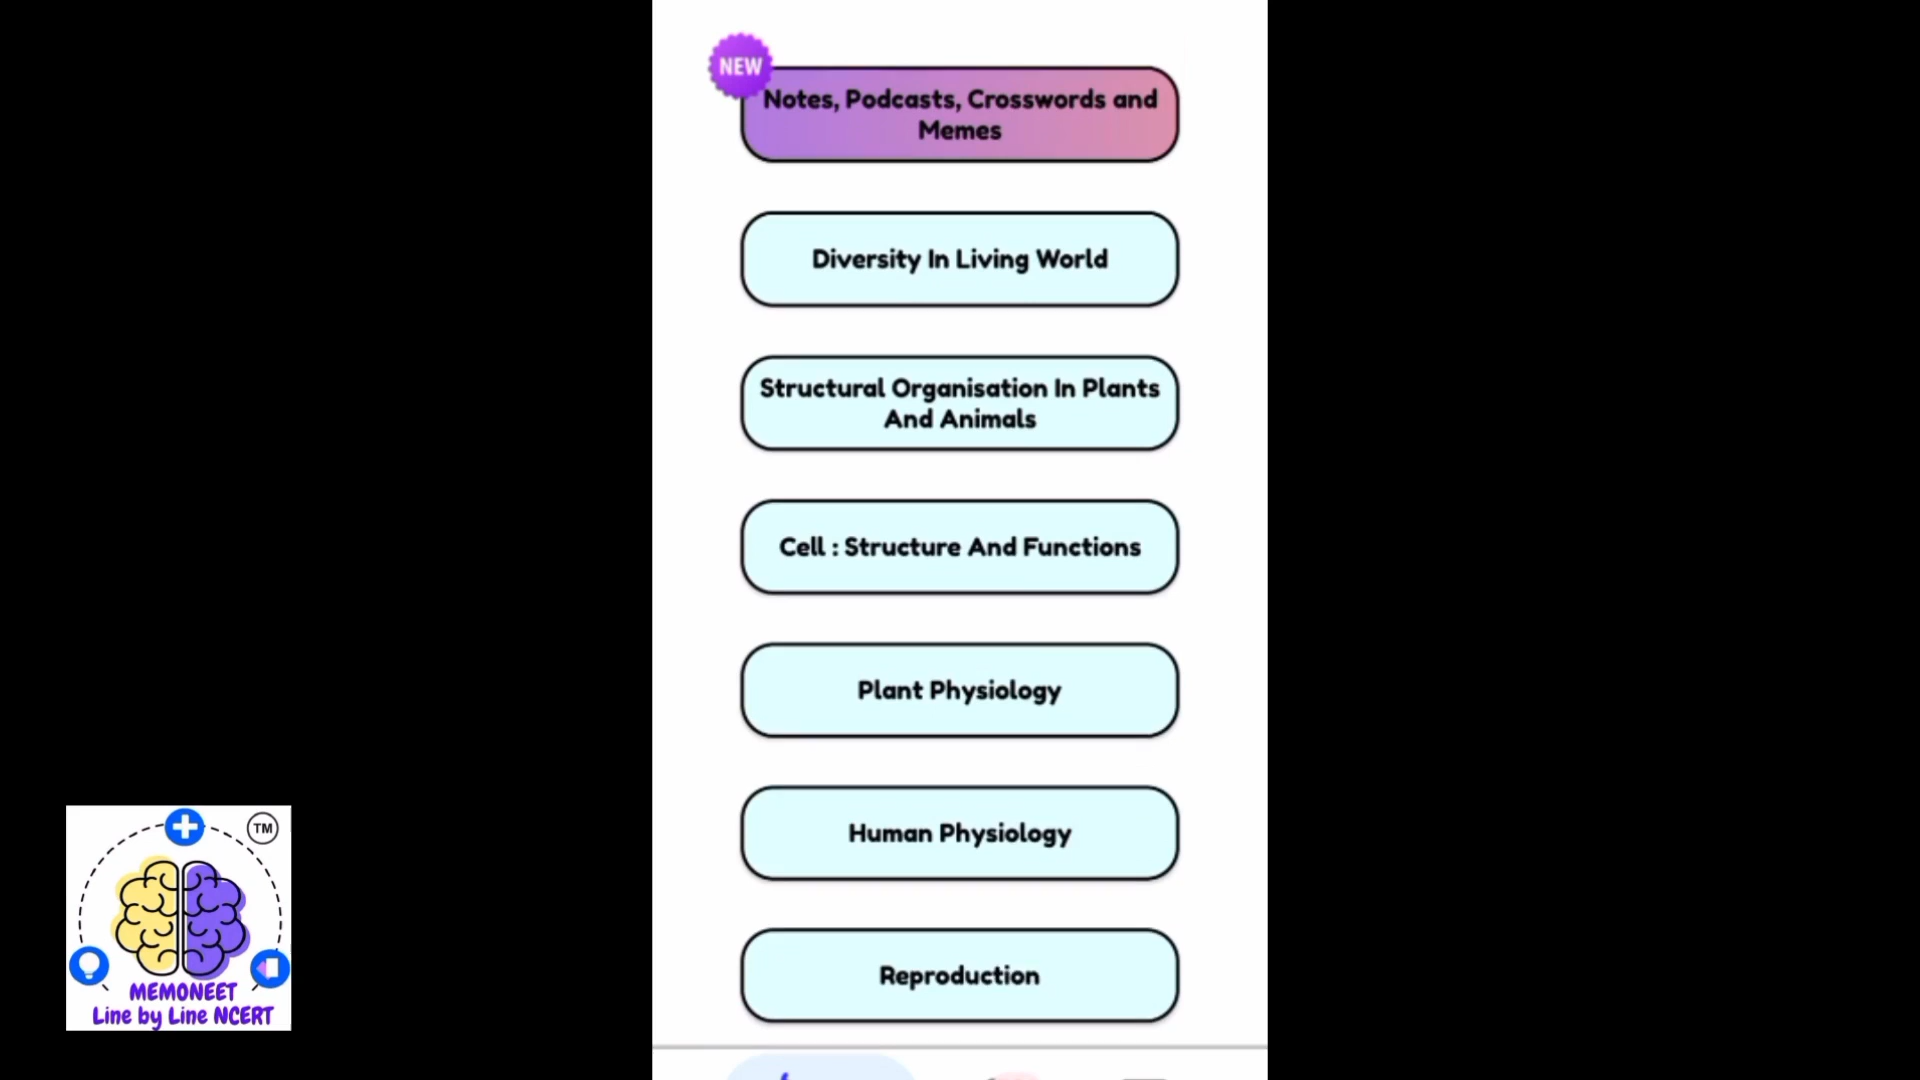 NEW
Notes, Podcasts, Crosswords and
Memes
Diversity In Living World
Structural Organisation In Plants
And Animals
Cell : Structure And Functions
Plant Physiology
Human Physiology
Reproduction
TM
MEMONEET
Line by Line NCERT